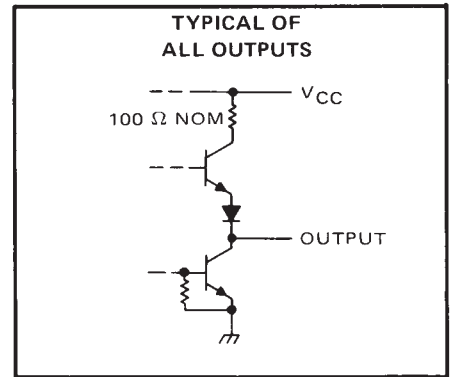 TYPICAL OF
ALL OUTPUTS
VCC
100 Ω NOM
OUTPUT